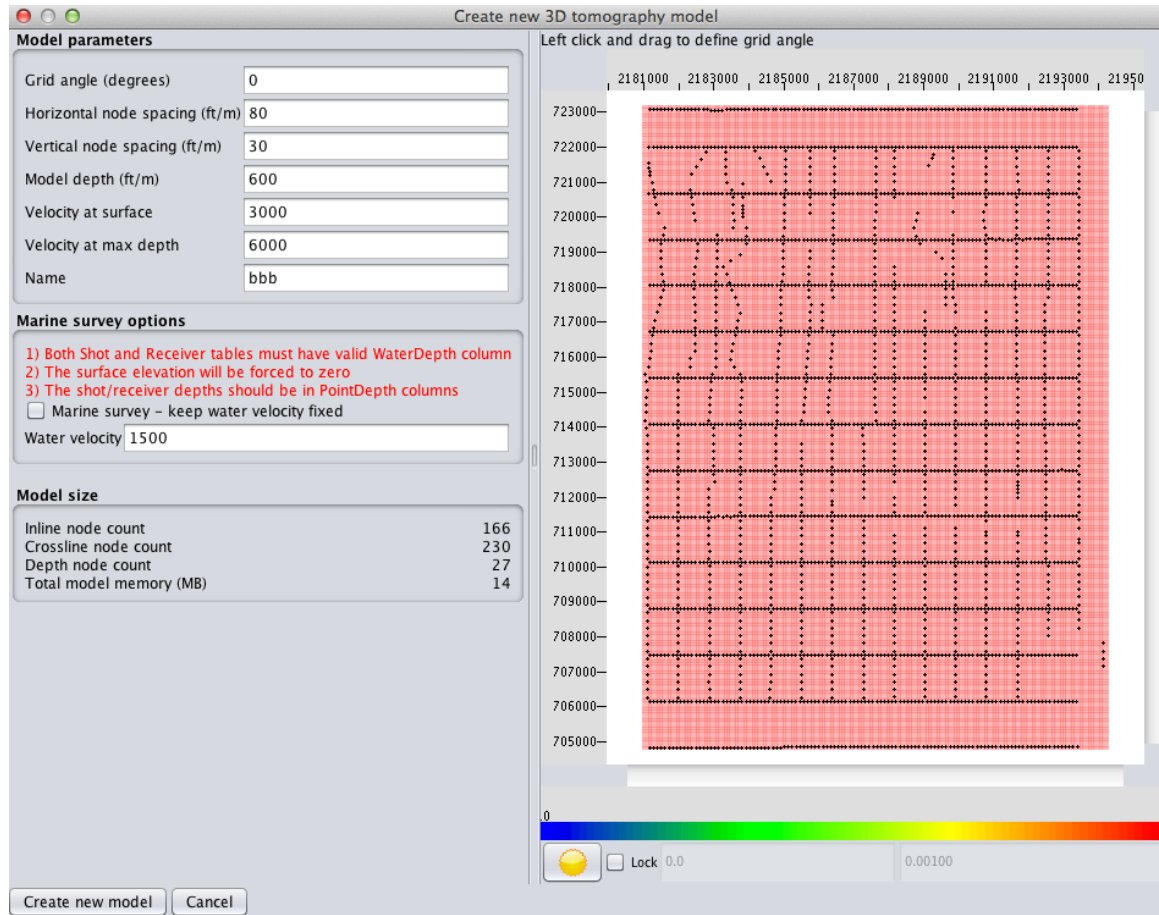 Create new 3D tomography model
Model parameters
Grid angle (degrees) 0
Horizontal node spacing (ft/m) 80
Vertical node spacing (ft/m) 30
Model depth (ft/m) 600
Velocity at surface 3000
Velocity at max depth 6000
Name bbb
Marine survey options
1) Both Shot and Receiver tables must have valid WaterDepth column
2) The surface elevation will be forced to zero
3) The shot/receiver depths should be in PointDepth columns
Marine survey – keep water velocity fixed
Water velocity 1500
Model size
Inline node count 166
Crossline node count 230
Depth node count 27
Total model memory (MB) 14
Create new model Cancel
Left click and drag to define grid angle
2181000 2183000 2185000 2187000 2189000 2191000 2193000 21950
723000
722000
721000
720000
719000
718000
717000
716000
715000
714000
713000
712000
711000
710000
709000
708000
707000
706000
705000
.0
Lock 0.0 0.00100